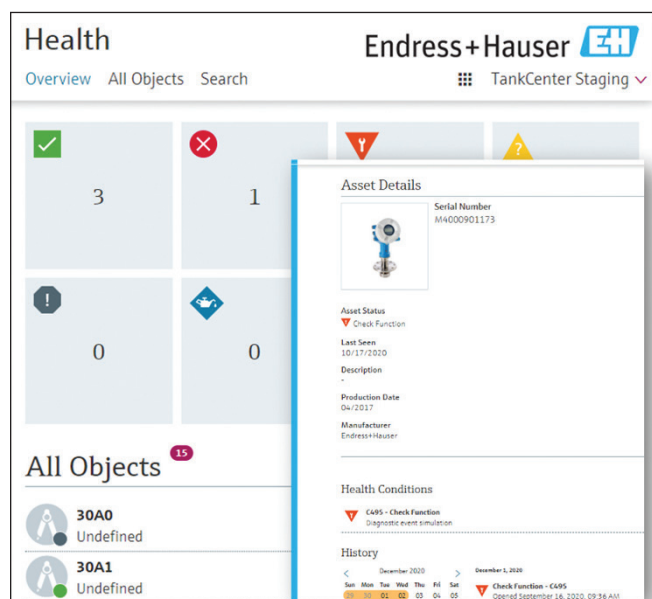 Health
Endress+Hauser EH
Overview All Objects Search
TankCenter Staging
3
1
0
0
All Objects 15
30A0
Undefined
30A1
Undefined
Asset Details
Serial Number
M4000901173
Asset Status
Check Function
Last Seen
10/17/2020
Description
-
Production Date
04/2017
Manufacturer
Endress+Hauser
Health Conditions
C495 - Check Function
Diagnostic event simulation
History
< December 2020 >
Sun Mon Tue Wed Thu Fri Sat
29 30 01 02 03 04 05
December 1, 2020
Check Function - C495
Opened September 16, 2020, 09:36 AM